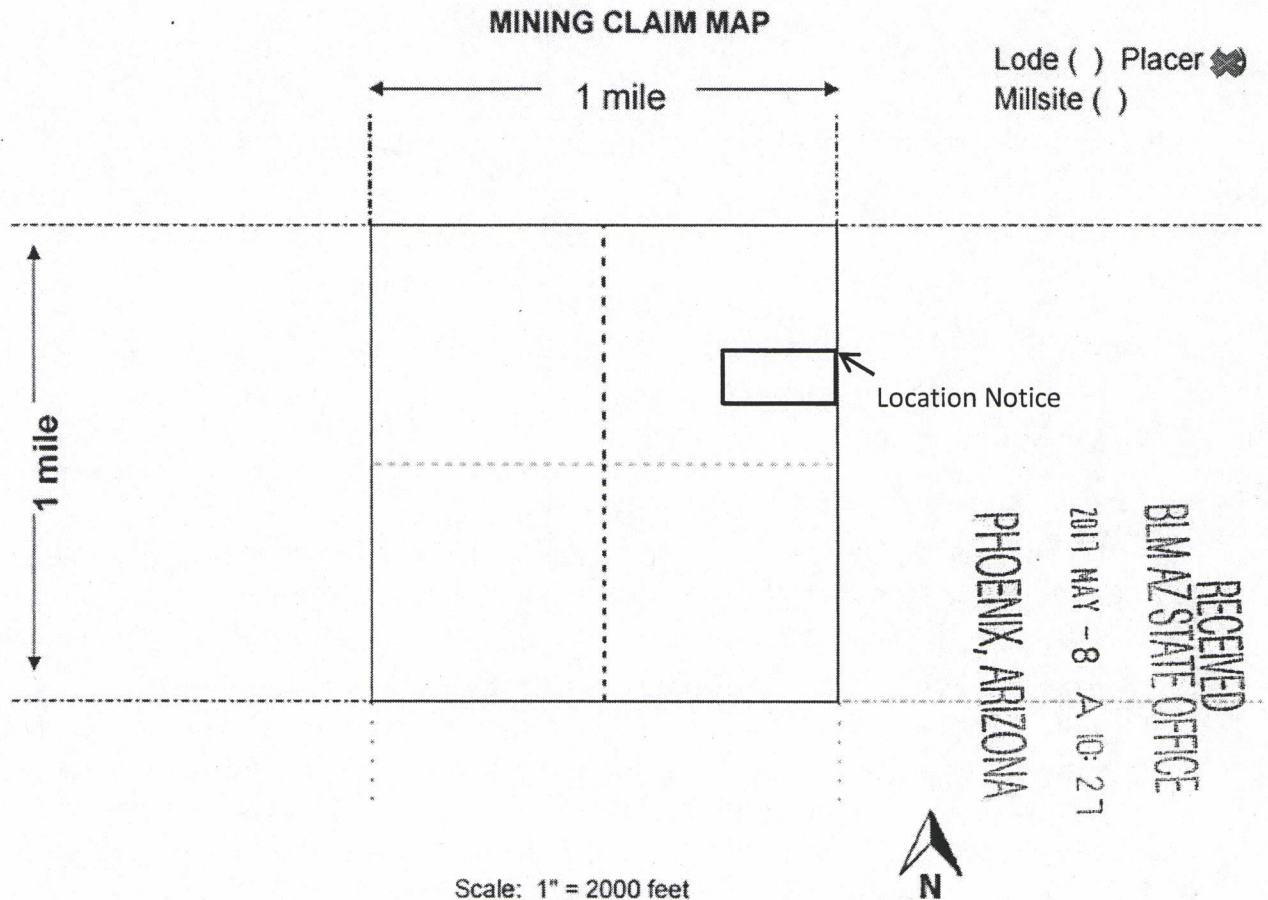 MINING CLAIM MAP
Lode ( ) Placer
Millsite ( )
1 mile
1 mile
Location Notice
RECEIVED
BLM AZ STATE OFFICE
2017 MAY -8 A 10: 27
PHOENIX, ARIZONA
N
Scale: 1" = 2000 feet